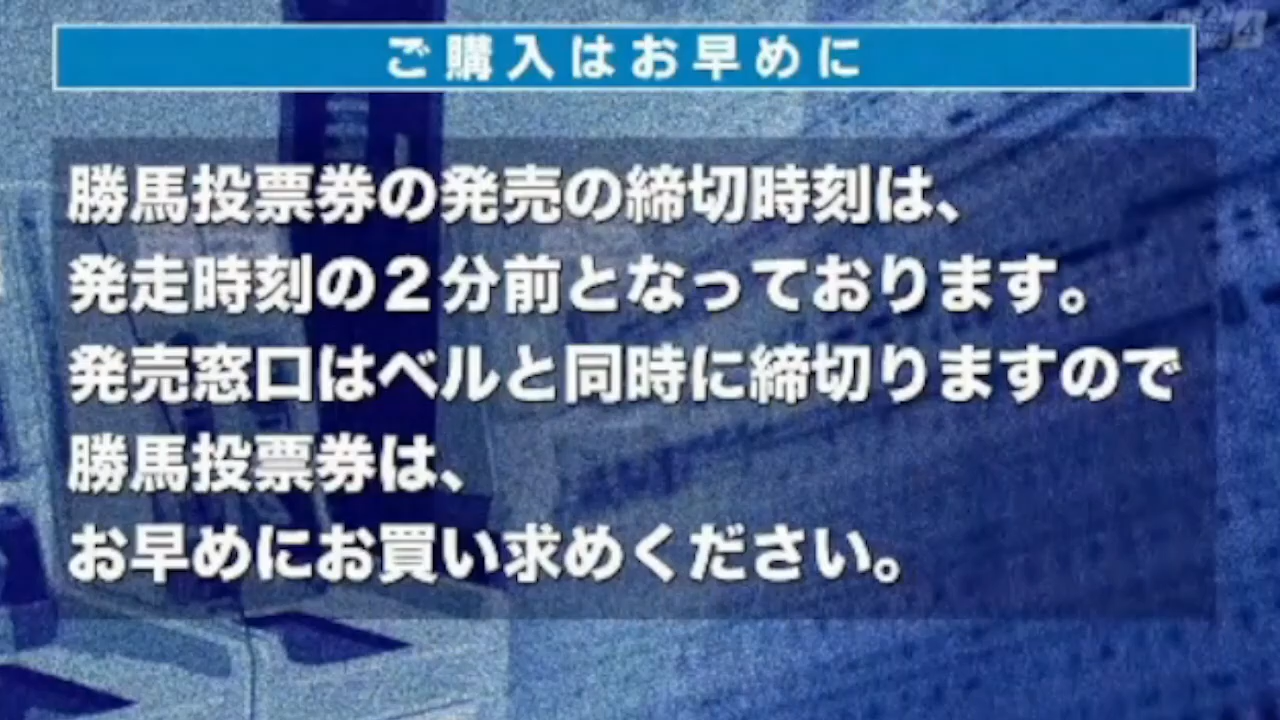 ご購入はお早めに
勝馬投票券の発売の締切時刻は、
発走時刻の２分前となっております。
発売窓口はベルと同時に締切りますので
勝馬投票券は、
お早めにお買い求めください。